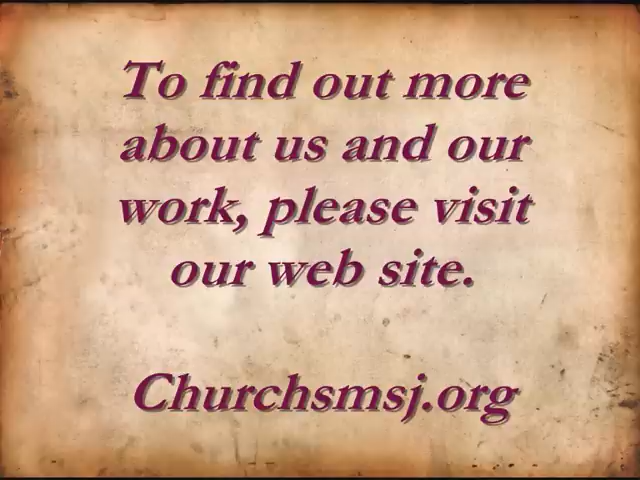 To find out more
about us and our
work, please visit
our web site.
Churchsmsj.org